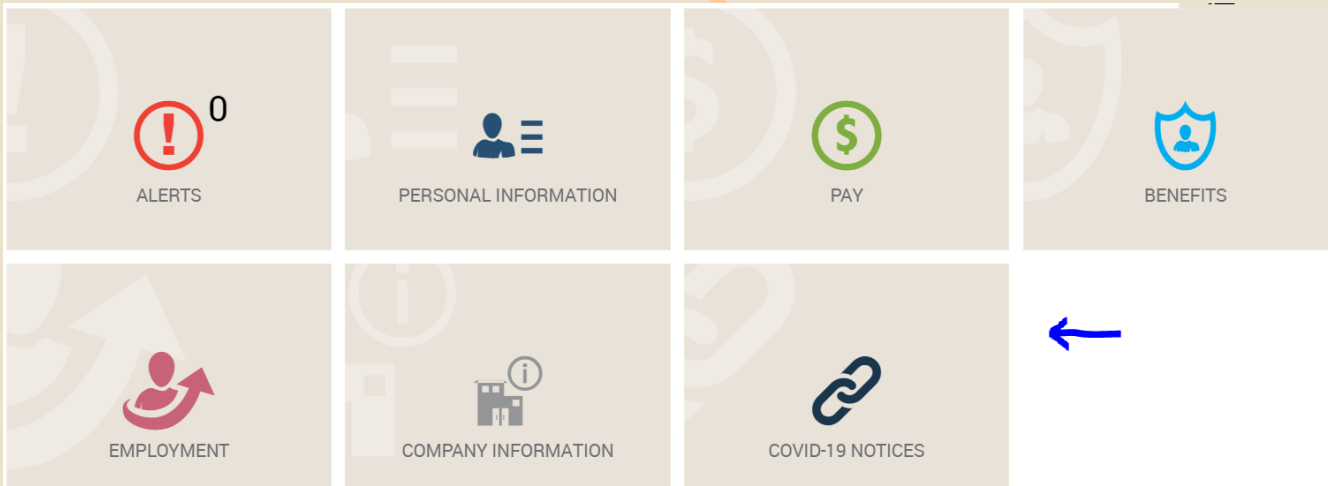 0
ALERTS
PERSONAL INFORMATION
PAY
BENEFITS
EMPLOYMENT
COMPANY INFORMATION
COVID-19 NOTICES